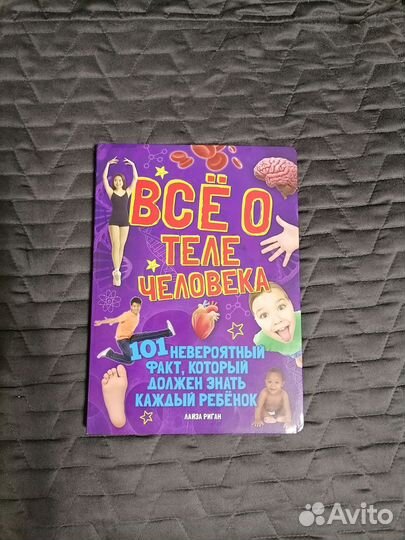 ВСЁ О
ТЕЛЕ
ЧЕЛОВЕКА
101 НЕВЕРОЯТНЫЙ
ФАКТ, КОТОРЫЙ
ДОЛЖЕН ЗНАТЬ
КАЖДЫЙ РЕБЁНОК
ЛАЙЗА РИГАН
Avito